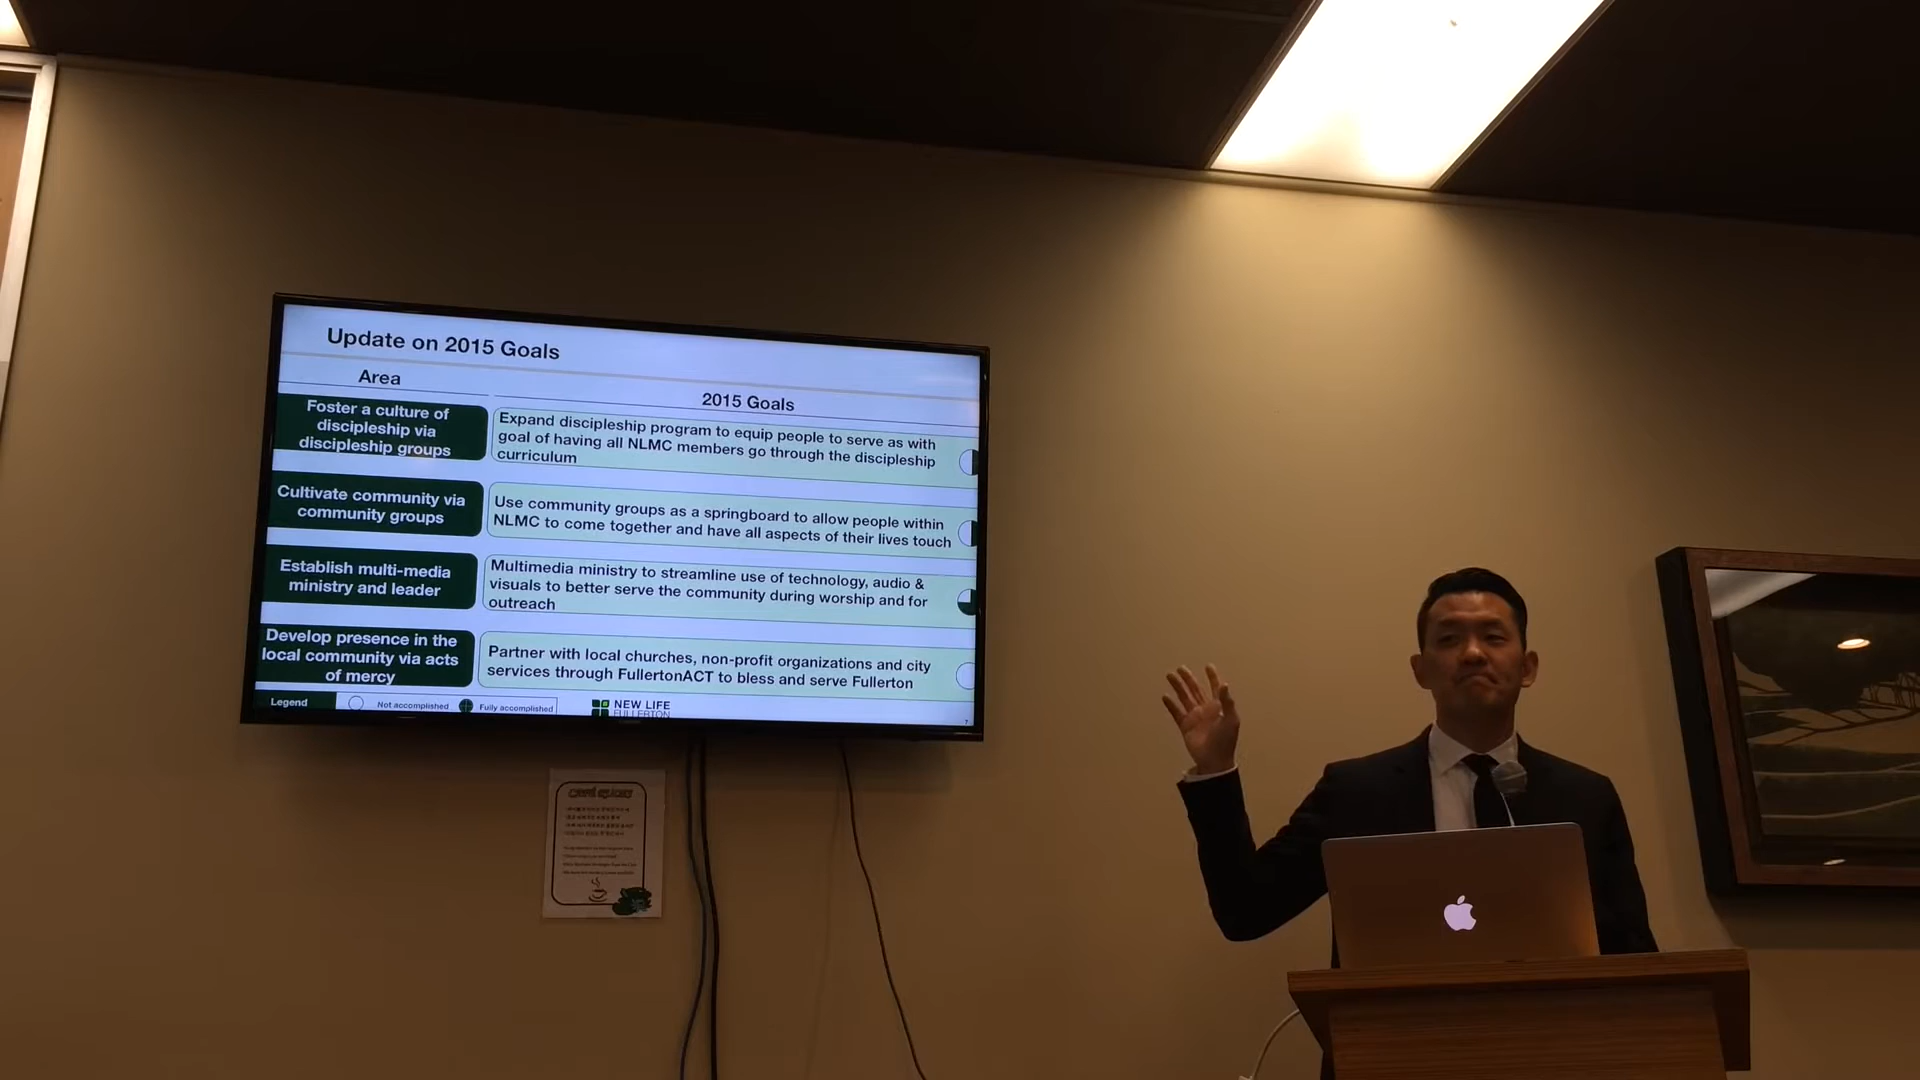 Update on 2015 Goals
Area
2015 Goals
Foster a culture of
discipleship via
discipleship groups
Expand discipleship program to equip people to serve as with
goal of having all NLMC members go through the discipleship
curriculum
Cultivate community via
community groups
Use community groups as a springboard to allow people within
NLMC to come together and have all aspects of their lives touch
Establish multi-media
ministry and leader
Multimedia ministry to streamline use of technology, audio &
visuals to better serve the community during worship and for
outreach
Develop presence in the
local community via acts
of mercy
Partner with local churches, non-profit organizations and city
services through FullertonACT to bless and serve Fullerton
Legend
Not accomplished
Fully accomplished
NEW LIFE
FULLERTON
7